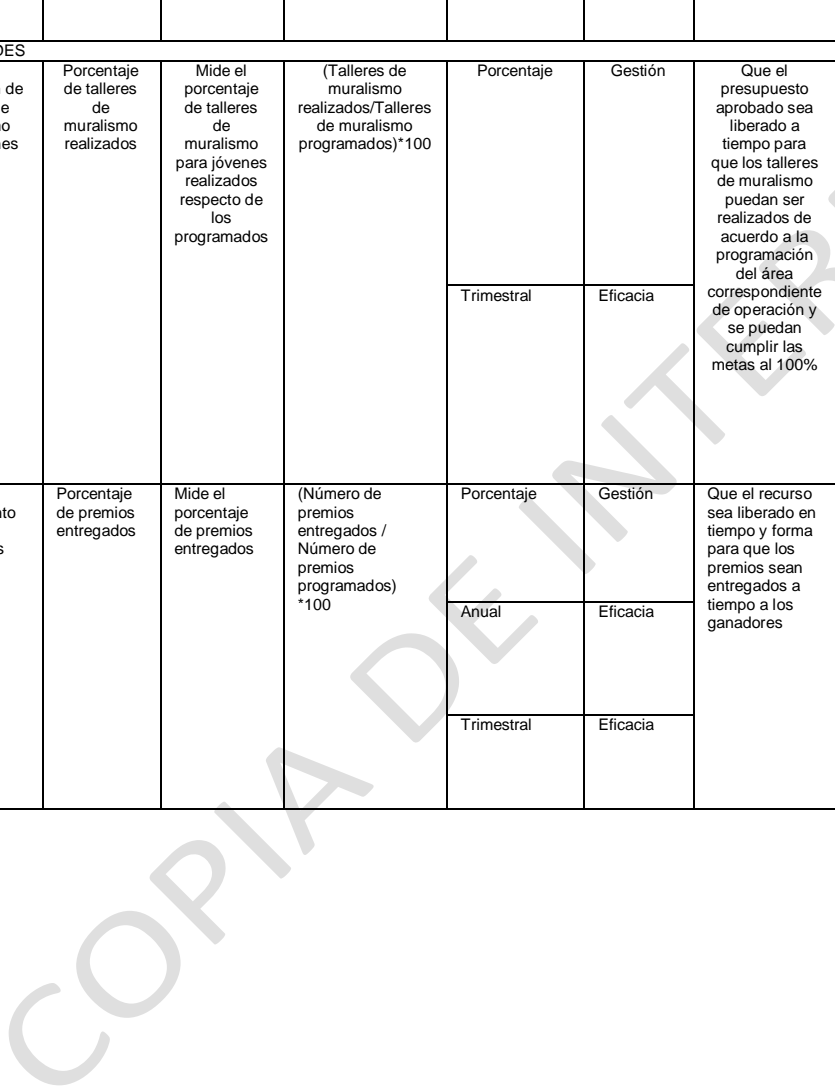 DES
de
Porcentaje
de talleres
de
muralismo
realizados
Mide el
porcentaje
de talleres
de
muralismo
para jóvenes
realizados
respecto de
los
programados
(Talleres de
muralismo
realizados/Talleres
de muralismo
programados)*100
Porcentaje
Gestión
Trimestral
Eficacia
Que el
presupuesto
aprobado sea
liberado a
tiempo para
que los talleres
de muralismo
puedan ser
realizados de
acuerdo a la
programación
del área
correspondiente
de operación y
se puedan
cumplir las
metas al 100%
nto
Porcentaje
de premios
entregados
Mide el
porcentaje
de premios
entregados
(Número de
premios
entregados /
Número de
premios
programados)
*100
Porcentaje
Gestión
Anual
Eficacia
Trimestral
Eficacia
Que el recurso
sea liberado en
tiempo y forma
para que los
premios sean
entregados a
tiempo a los
ganadores
COPIA DE INTER